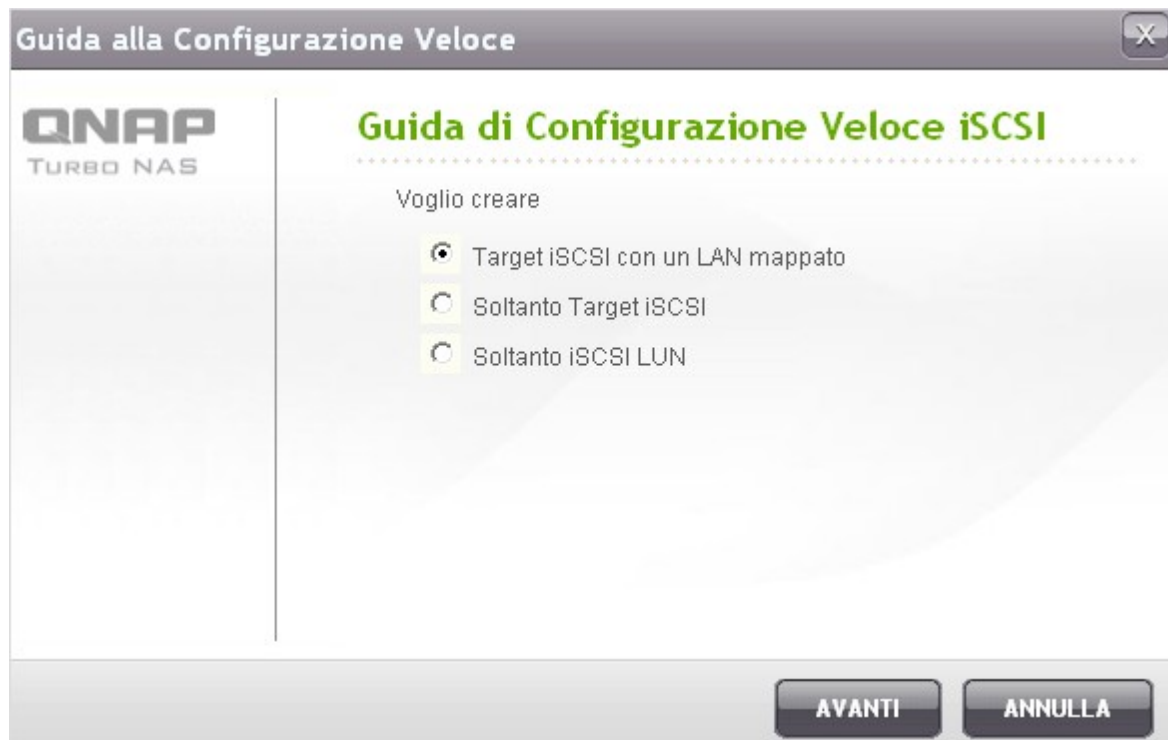 Guida alla Configurazione Veloce
X
QNAP
TURBO NAS
Guida di Configurazione Veloce iSCSI
Voglio creare
Target iSCSI con un LAN mappato
Soltanto Target iSCSI
Soltanto iSCSI LUN
AVANTI
ANNULLA